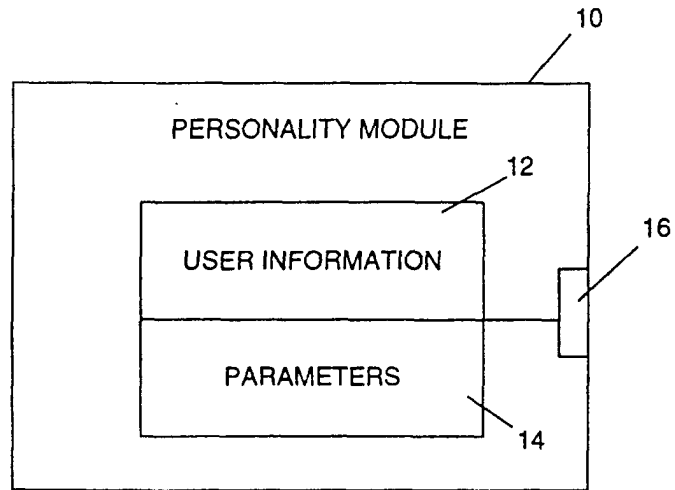 10
PERSONALITY MODULE
12
USER INFORMATION
16
PARAMETERS
14